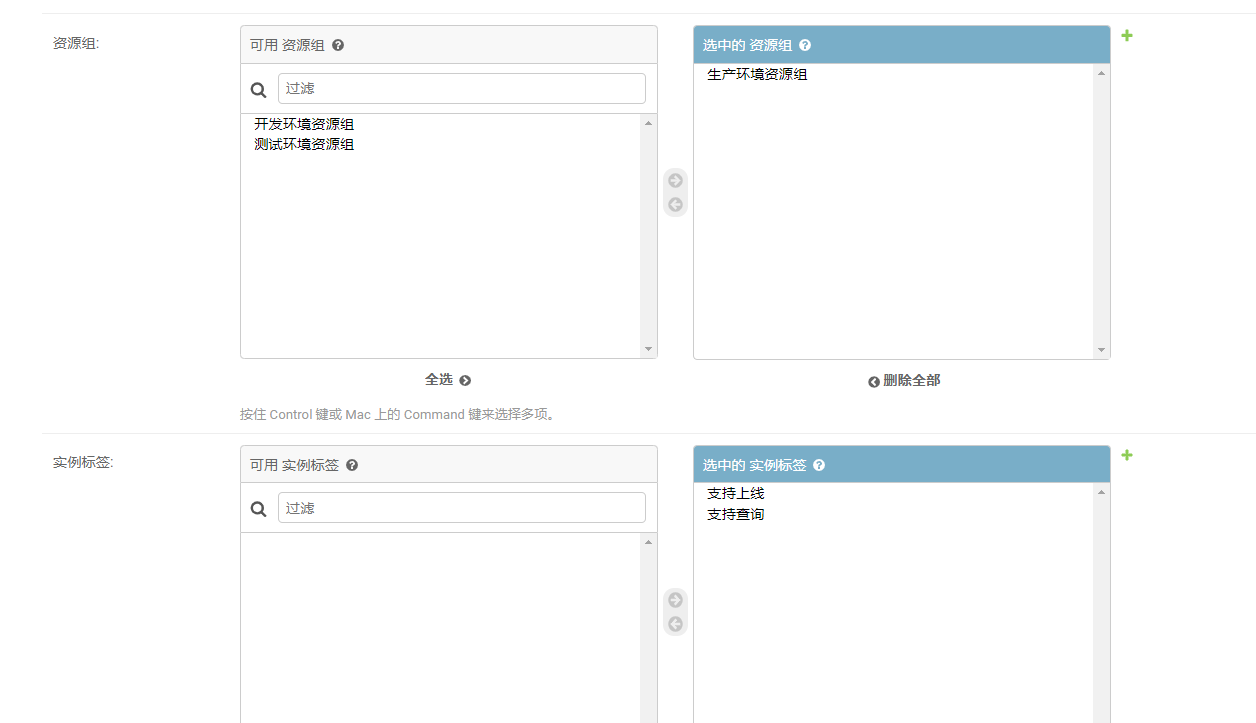 资源组:
可用 资源组
选中的 资源组
过滤
生产环境资源组
开发环境资源组
测试环境资源组
全选
删除全部
按住 Control 键或 Mac 上的 Command 键来选择多项。
实例标签:
可用 实例标签
选中的 实例标签
过滤
支持上线
支持查询